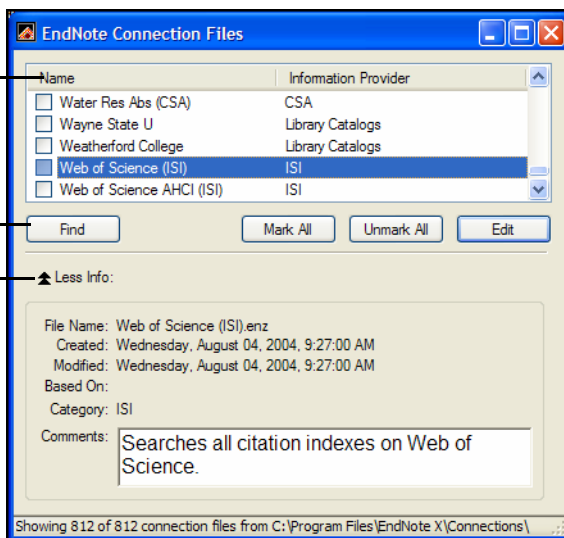 EndNote Connection Files
Name Information Provider
Water Res Abs (CSA) CSA
Wayne State U Library Catalogs
Weatherford College Library Catalogs
Web of Science (ISI) ISI
Web of Science AHCI (ISI) ISI
Find Mark All Unmark All Edit
Less Info:
File Name: Web of Science (ISI).enz
Created: Wednesday, August 04, 2004, 9:27:00 AM
Modified: Wednesday, August 04, 2004, 9:27:00 AM
Based On:
Category: ISI
Comments: Searches all citation indexes on Web of
Science.
Showing 812 of 812 connection files from C:\Program Files\EndNote X\Connections\